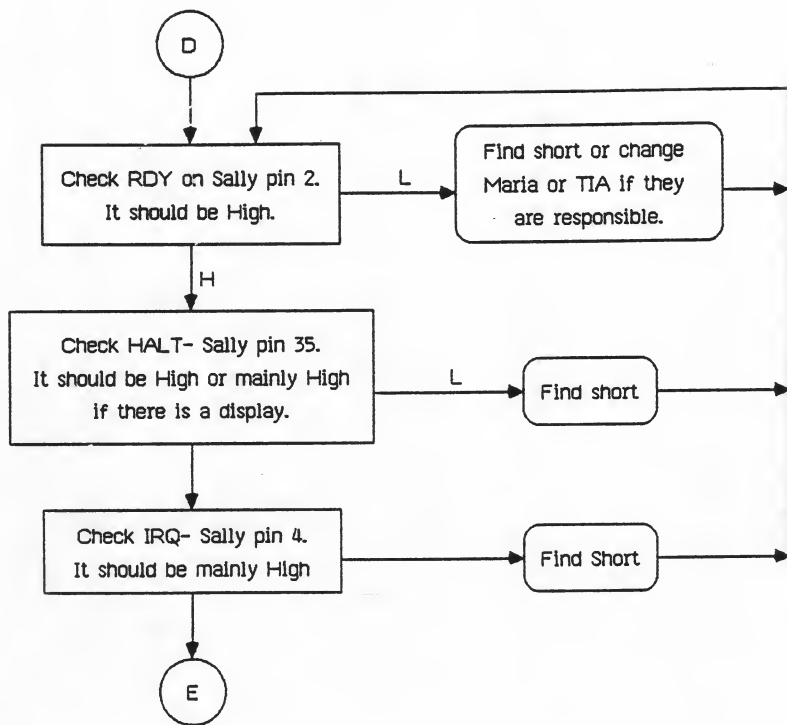 D
Check RDY on Sally pin 2.
It should be High.
L
Find short or change
Maria or TIA if they
are responsible.
H
Check HALT- Sally pin 35.
It should be High or mainly High
if there is a display.
L
Find short
Check IRQ- Sally pin 4.
It should be mainly High
Find Short
E